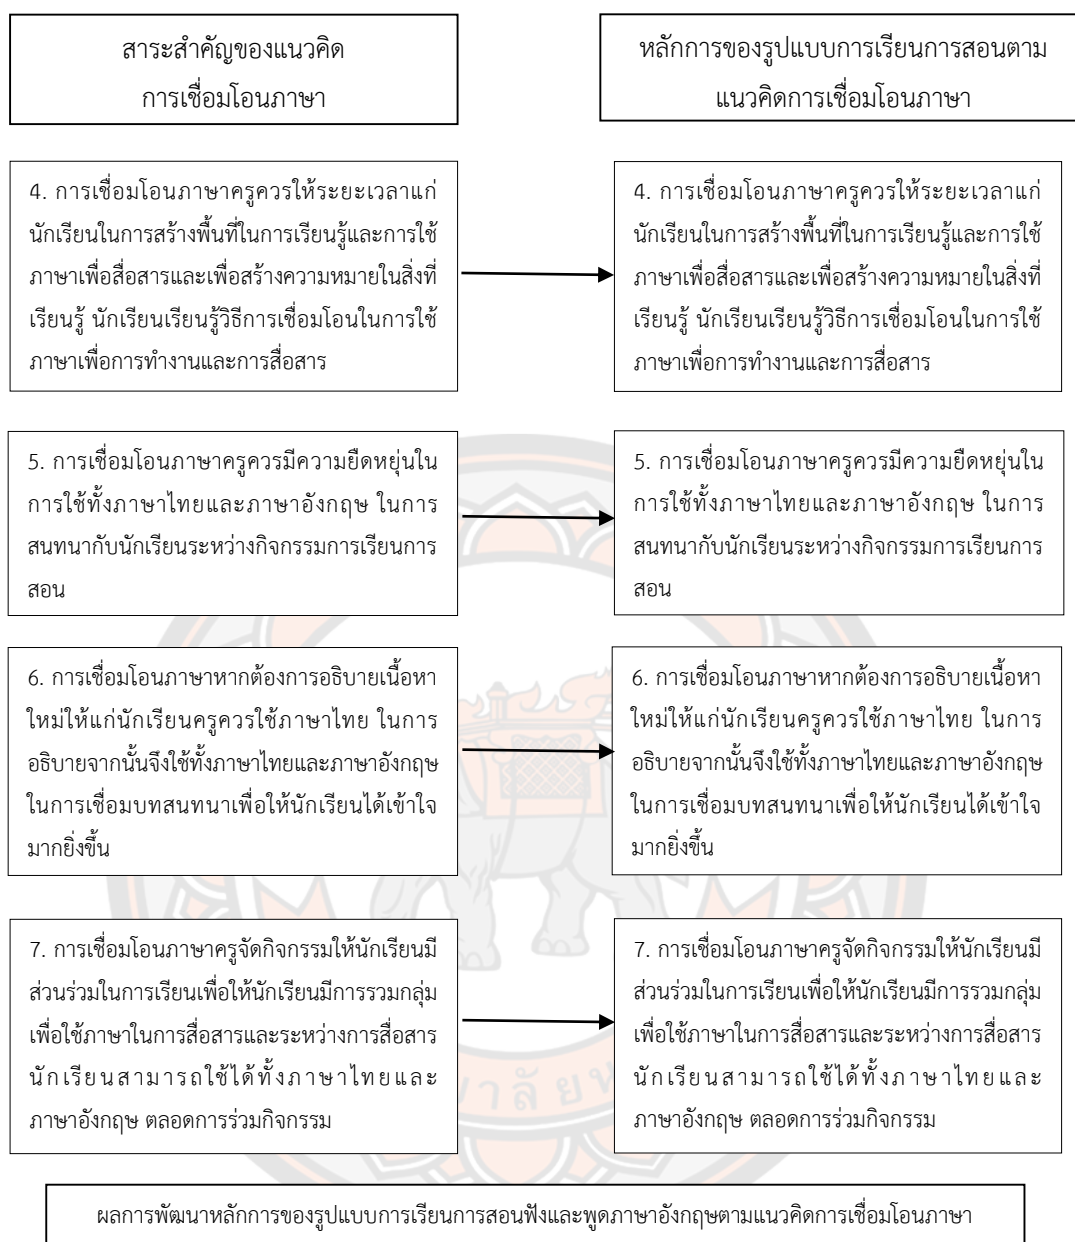 สาระสำคัญของแนวคิด
การเชื่อมโอนภาษา
หลักการของรูปแบบการเรียนการสอนตาม
แนวคิดการเชื่อมโอนภาษา
4. การเชื่อมโอนภาษาครูควรให้ระยะเวลาแก่
นักเรียนในการสร้างพื้นที่ในการเรียนรู้และการใช้
ภาษาเพื่อสื่อสารและเพื่อสร้างความหมายในสิ่งที่
เรียนรู้ นักเรียนเรียนรู้วิธีการเชื่อมโอนในการใช้
ภาษาเพื่อการทำงานและการสื่อสาร
4. การเชื่อมโอนภาษาครูควรให้ระยะเวลาแก่
นักเรียนในการสร้างพื้นที่ในการเรียนรู้และการใช้
ภาษาเพื่อสื่อสารและเพื่อสร้างความหมายในสิ่งที่
เรียนรู้ นักเรียนเรียนรู้วิธีการเชื่อมโอนในการใช้
ภาษาเพื่อการทำงานและการสื่อสาร
5. การเชื่อมโอนภาษาครูควรมีความยืดหยุ่นใน
การใช้ทั้งภาษาไทยและภาษาอังกฤษ ในการ
สนทนากับนักเรียนระหว่างกิจกรรมการเรียนการ
สอน
5. การเชื่อมโอนภาษาครูควรมีความยืดหยุ่นใน
การใช้ทั้งภาษาไทยและภาษาอังกฤษ ในการ
สนทนากับนักเรียนระหว่างกิจกรรมการเรียนการ
สอน
6. การเชื่อมโอนภาษาหากต้องการอธิบายเนื้อหา
ใหม่ให้แก่นักเรียนครูควรใช้ภาษาไทย ในการ
อธิบายจากนั้นจึงใช้ทั้งภาษาไทยและภาษาอังกฤษ
ในการเชื่อมบทสนทนาเพื่อให้นักเรียนได้เข้าใจ
มากยิ่งขึ้น
6. การเชื่อมโอนภาษาหากต้องการอธิบายเนื้อหา
ใหม่ให้แก่นักเรียนครูควรใช้ภาษาไทย ในการ
อธิบายจากนั้นจึงใช้ทั้งภาษาไทยและภาษาอังกฤษ
ในการเชื่อมบทสนทนาเพื่อให้นักเรียนได้เข้าใจ
มากยิ่งขึ้น
7. การเชื่อมโอนภาษาครูจัดกิจกรรมให้นักเรียนมี
ส่วนร่วมในการเรียนเพื่อให้นักเรียนมีการรวมกลุ่ม
เพื่อใช้ภาษาในการสื่อสารและระหว่างการสื่อสาร
นักเรียนสามารถใช้ได้ทั้งภาษาไทยและ
ภาษาอังกฤษ ตลอดการร่วมกิจกรรม
7. การเชื่อมโอนภาษาครูจัดกิจกรรมให้นักเรียนมี
ส่วนร่วมในการเรียนเพื่อให้นักเรียนมีการรวมกลุ่ม
เพื่อใช้ภาษาในการสื่อสารและระหว่างการสื่อสาร
นักเรียนสามารถใช้ได้ทั้งภาษาไทยและ
ภาษาอังกฤษ ตลอดการร่วมกิจกรรม
ผลการพัฒนาหลักการของรูปแบบการเรียนการสอนฟังและพูดภาษาอังกฤษตามแนวคิดการเชื่อมโอนภาษา